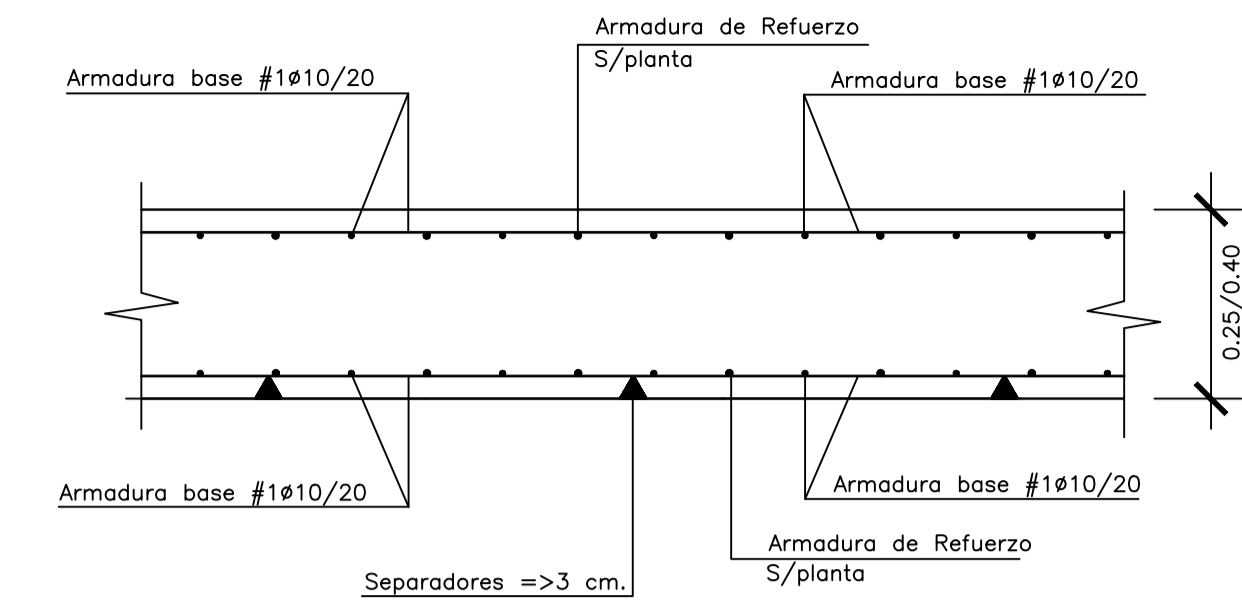 Armadura de Refuerzo
S/planta
Armadura base #1ø10/20
Armadura base #1ø10/20
0.25/0.40
Armadura base #1ø10/20
Armadura base #1ø10/20
Armadura de Refuerzo
S/planta
Separadores =>3 cm.